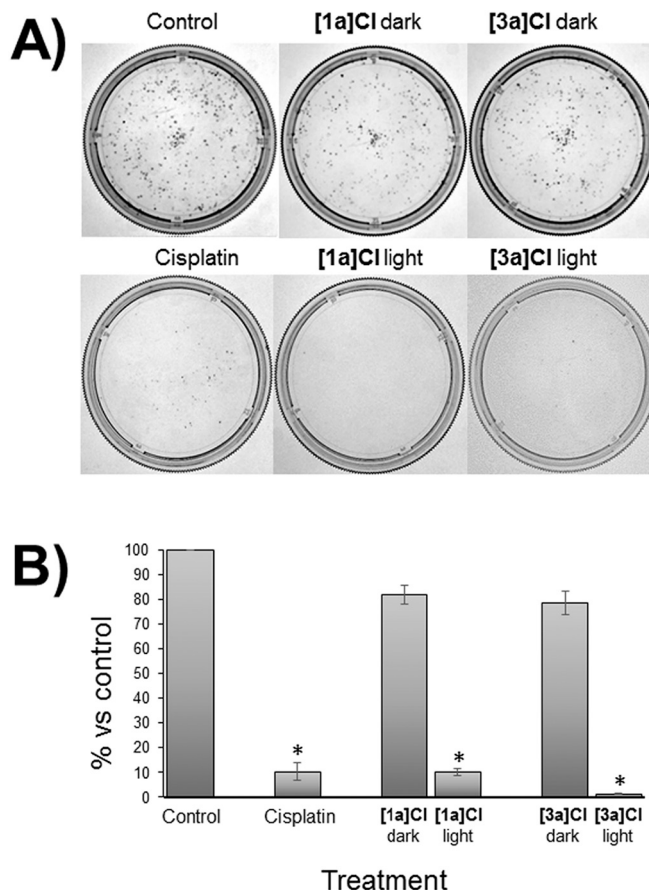 A)
Control [1a]Cl dark [3a]Cl dark
Cisplatin [1a]Cl light [3a]Cl light
B)
100
90
80
70
60
50
40
30
20
10
0
% vs control
* * *
Control Cisplatin [1a]Cl [1a]Cl [3a]Cl [3a]Cl
dark light dark light
Treatment